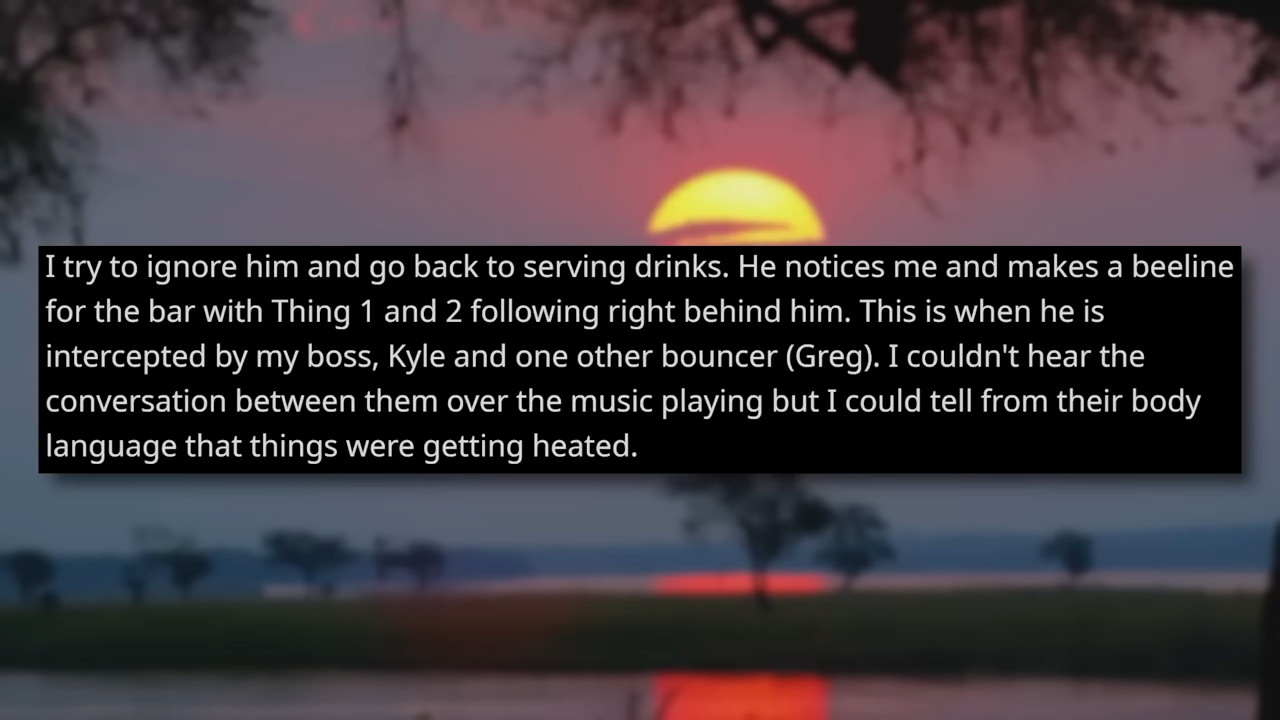 I try to ignore him and go back to serving drinks. He notices me and makes a beeline
for the bar with Thing 1 and 2 following right behind him. This is when he is
intercepted by my boss, Kyle and one other bouncer (Greg). I couldn't hear the
conversation between them over the music playing but I could tell from their body
language that things were getting heated.